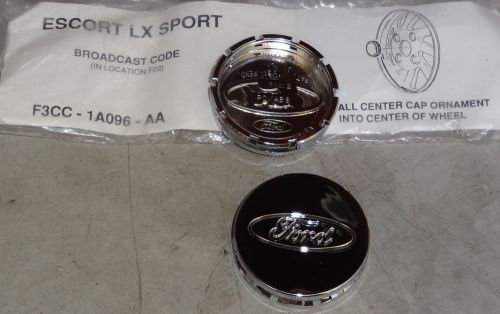 ESCORT LX SPORT
BROADCAST CODE
(IN LOCATION F02)
F3CC - 1A096 - AA
ALL CENTER CAP ORNAMENT
INTO CENTER OF WHEEL
Ford
Ford